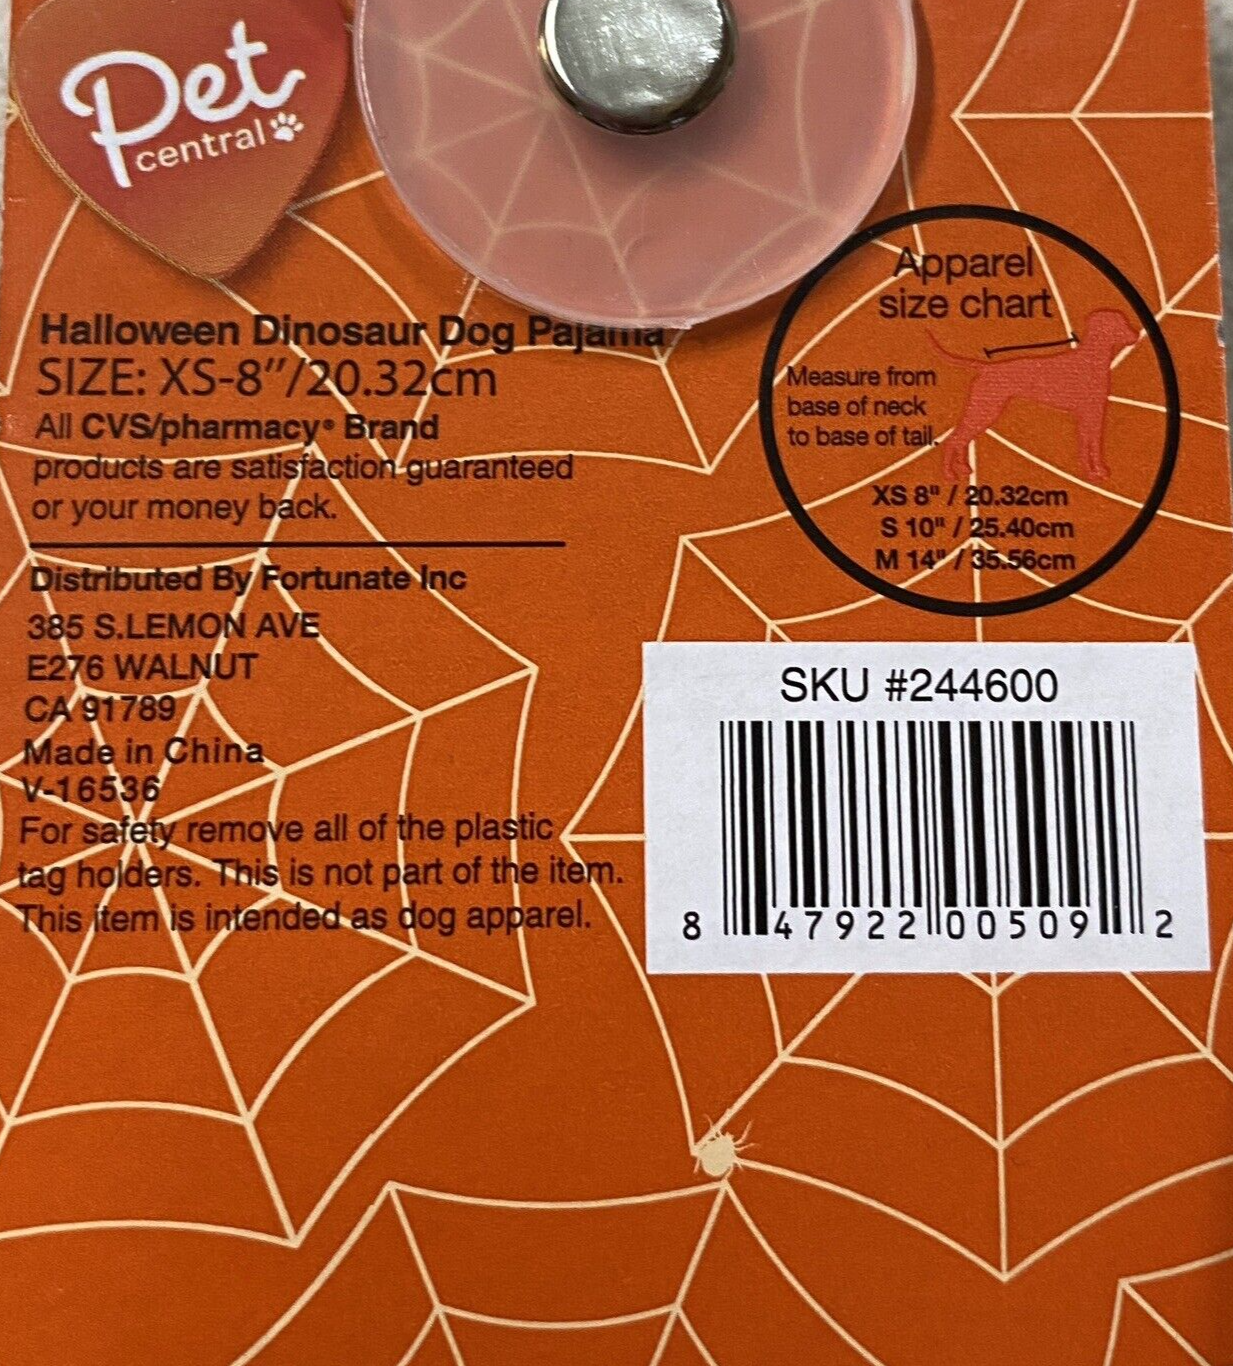 Pet
central
Halloween Dinosaur Dog Pajama
SIZE: XS-8"/20.32cm
All CVS/pharmacy® Brand
products are satisfaction guaranteed
or your money back.
Distributed By Fortunate Inc
385 S.LEMON AVE
E276 WALNUT
CA 91789
Made in China
V-16536
For safety remove all of the plastic
tag holders. This is not part of the item.
This item is intended as dog apparel.
Apparel
size chart
Measure from
base of neck
to base of tail.
XS 8" / 20.32cm
S 10" / 25.40cm
M 14" / 35.56cm
SKU #244600
8 47922 00509 2